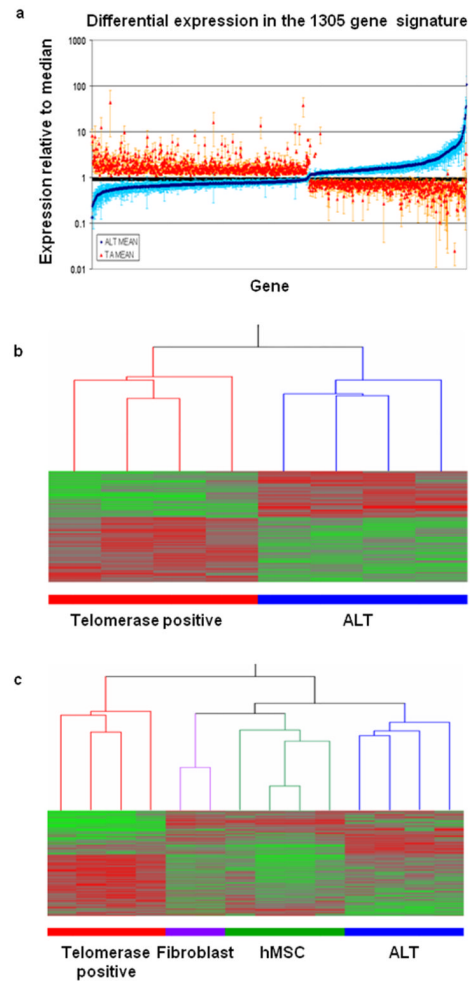 a
Differential expression in the 1305 gene signature
Expression relative to median
1000
100
10
1
0.1
0.01
ALT MEAN
TA MEAN
Gene
b
Telomerase positive ALT
c
Telomerase Fibroblast hMSC ALT
positive